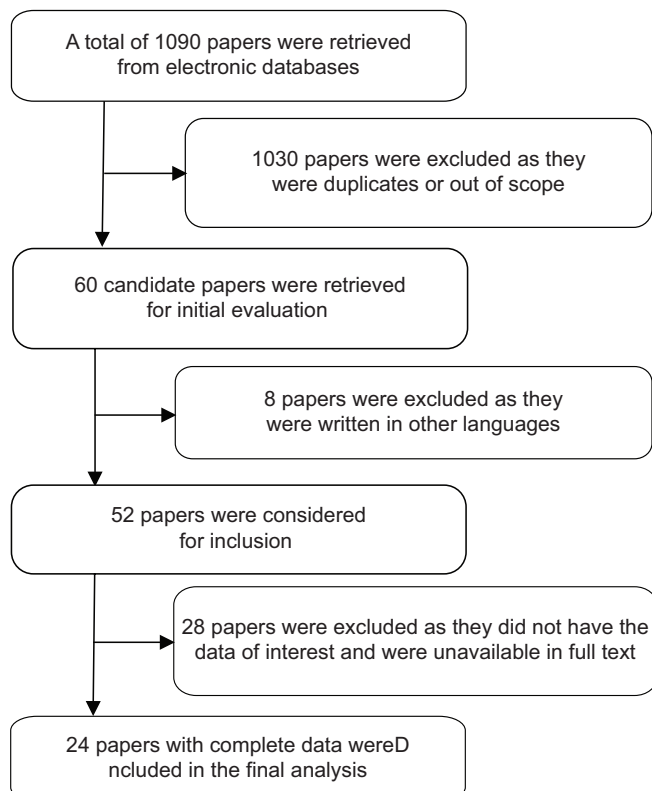 A total of 1090 papers were retrieved
from electronic databases
1030 papers were excluded as they
were duplicates or out of scope
60 candidate papers were retrieved
for initial evaluation
8 papers were excluded as they
were written in other languages
52 papers were considered
for inclusion
28 papers were excluded as they did not have the
data of interest and were unavailable in full text
24 papers with complete data wereD
ncluded in the final analysis